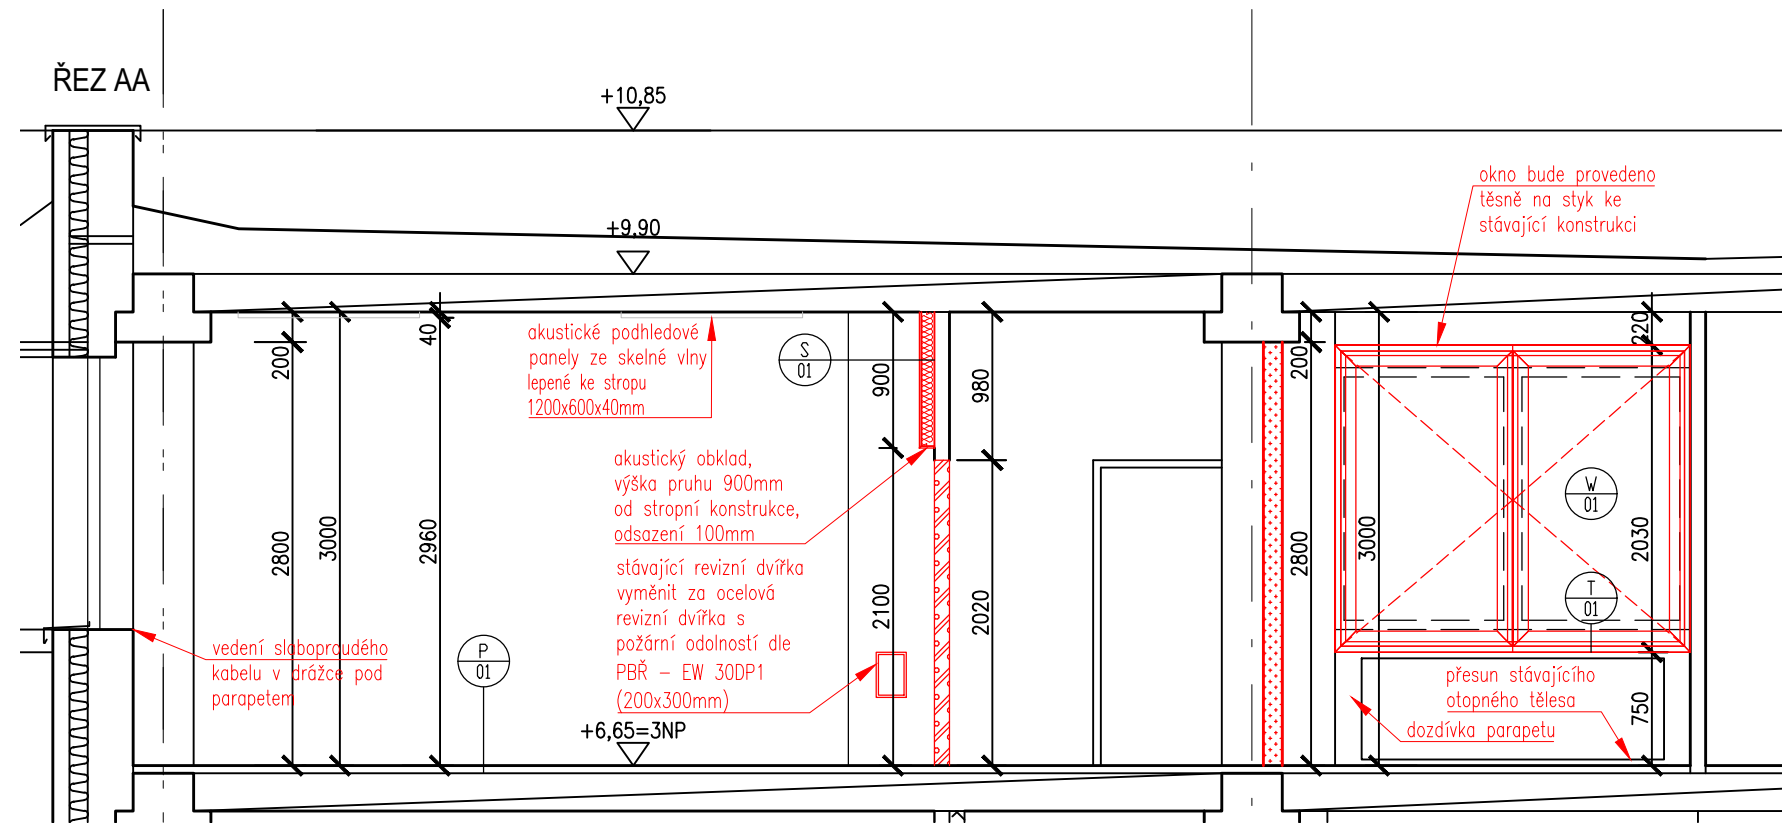 ŘEZ AA
+10,85
+9,90
okno bude provedeno
těsně na styk ke
stávající konstrukci
akustické podhledové
panely ze skelné vlny
lepené ke stropu
1200x600x40mm
S
01
akustický obklad,
výška pruhu 900mm
od stropní konstrukce,
odsazení 100mm
stávající revizní dvířka
vyměnit za ocelová
revizní dvířka s
požární odolností dle
PBŘ – EW 30DP1
(200x300mm)
vedení slaboproudého
kabelu v drážce pod
parapetem
P
01
+6,65=3NP
W
01
T
01
přesun stávajícího
otopného tělesa
dozdívka parapetu
200
2800
3000
40
2960
900
2100
980
2020
200
2800
3000
220
2030
750